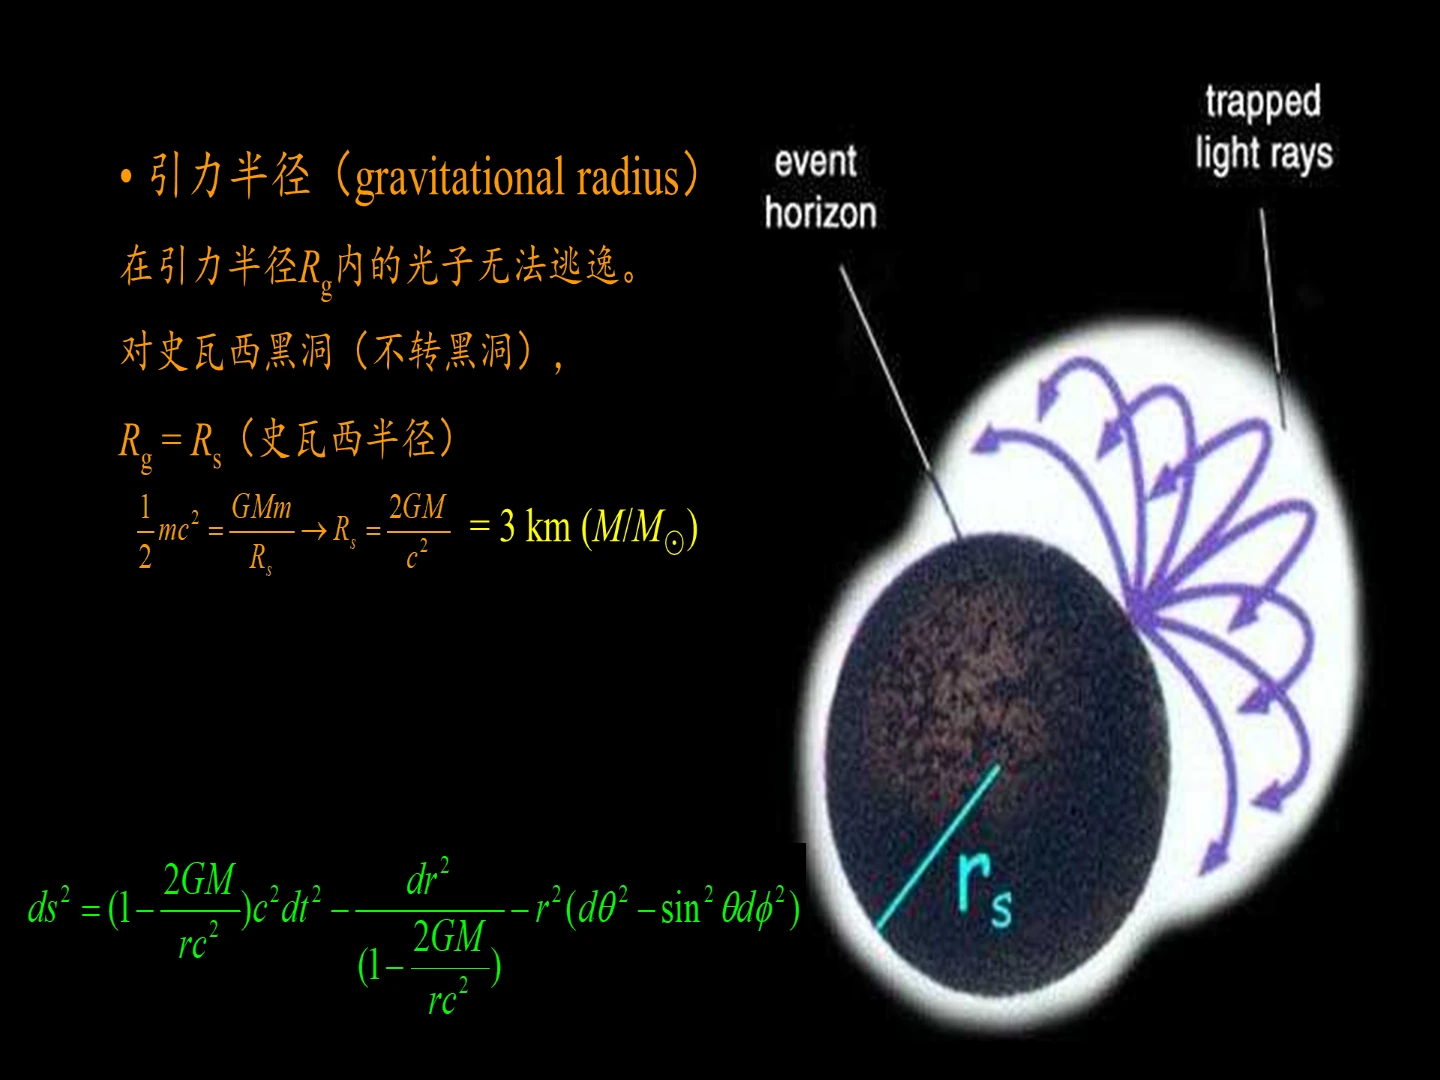 • 引力半径（gravitational radius）
在引力半径Rg内的光子无法逃逸。
对史瓦西黑洞（不转黑洞），
Rg = Rs（史瓦西半径）
1/2 mc² = GMm/Rs → Rs = 2GM/c² = 3 km (M/M☉)
ds² = (1 − 2GM/rc²)c²dt² − dr²/(1 − 2GM/rc²) − r²(dθ² − sin²θdϕ²)
event
horizon
trapped
light rays
rs